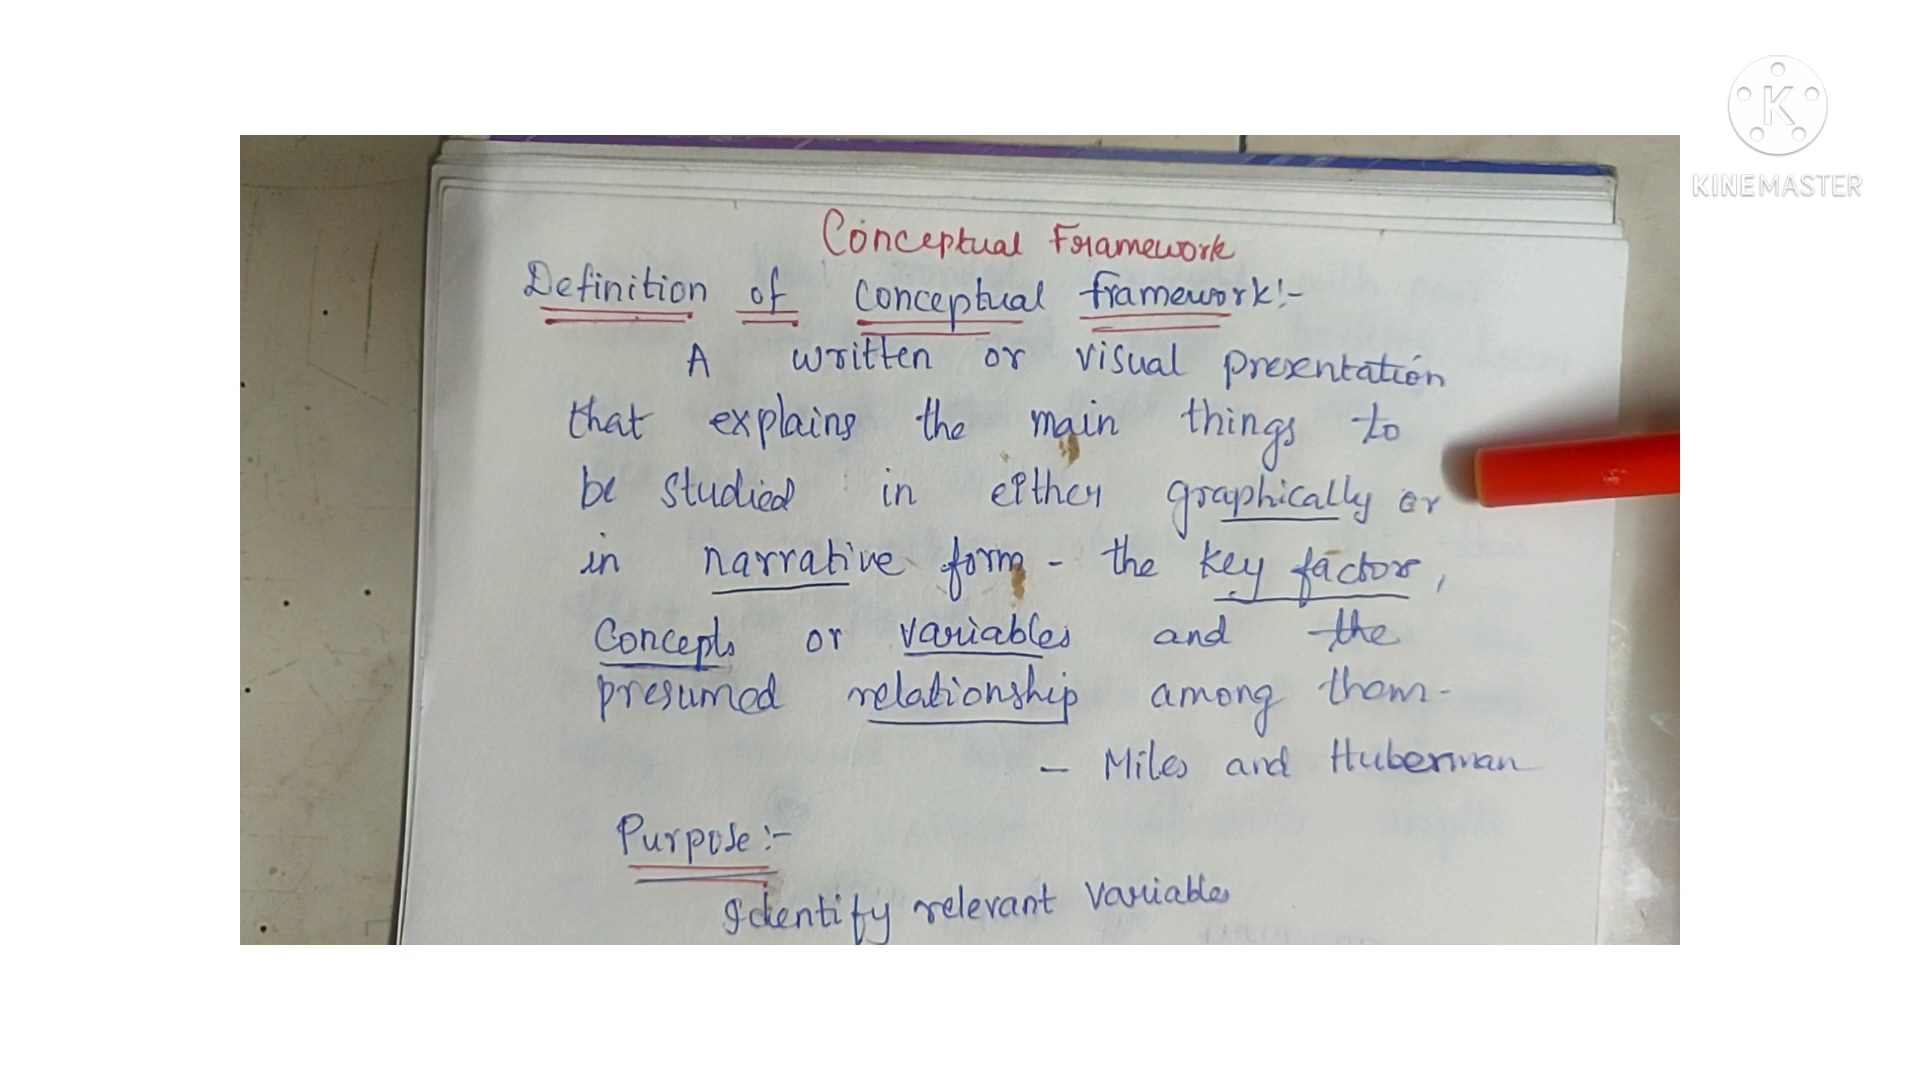 KINEMASTER
Conceptual Framework
Definition of conceptual framework:-
A written or visual presentation
that explains the main things to
be studied in either graphically or
in narrative form - the key factor,
Concepts or variables and the
presumed relationship among them-
- Miles and Huberman
Purpose:-
Identify relevant variables